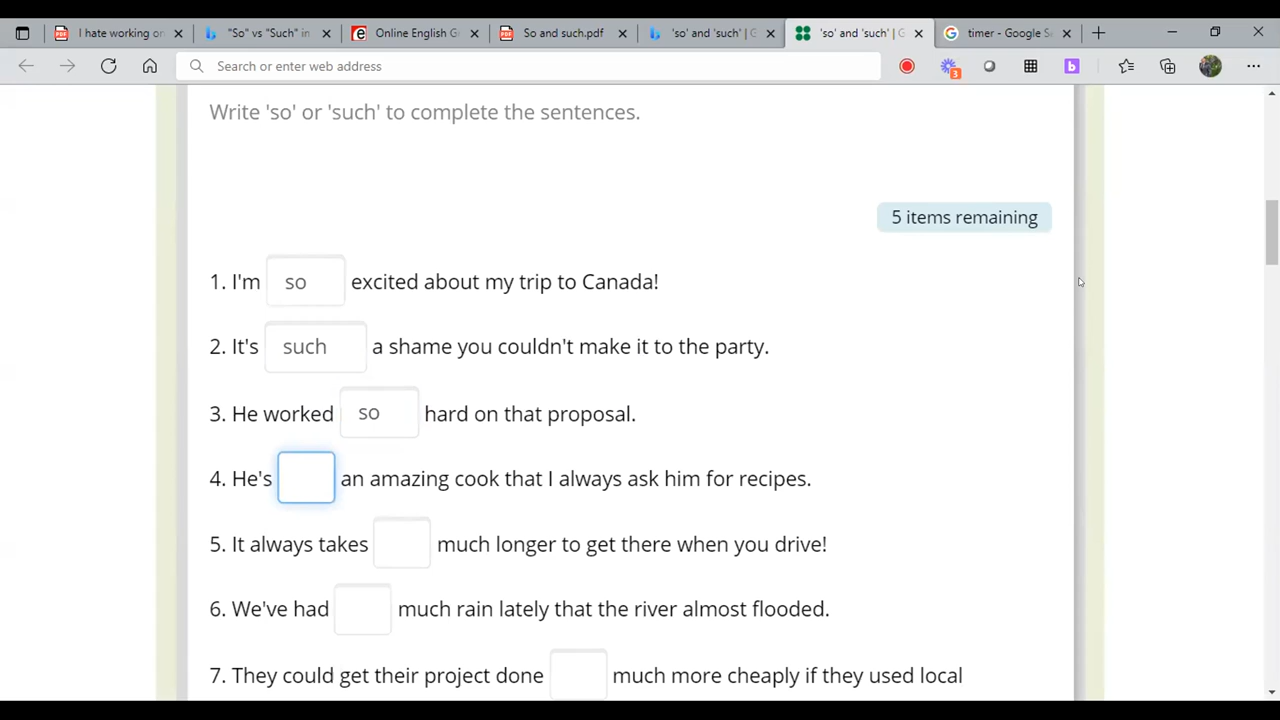 I hate working on
"So" vs "Such" in
Online English G
So and such.pdf
'so' and 'such' | G
'so' and 'such' | G
timer - Google Se
Search or enter web address
3
b
Write 'so' or 'such' to complete the sentences.
5 items remaining
1. I'm so excited about my trip to Canada!
2. It's such a shame you couldn't make it to the party.
3. He worked so hard on that proposal.
4. He's an amazing cook that I always ask him for recipes.
5. It always takes much longer to get there when you drive!
6. We've had much rain lately that the river almost flooded.
7. They could get their project done much more cheaply if they used local